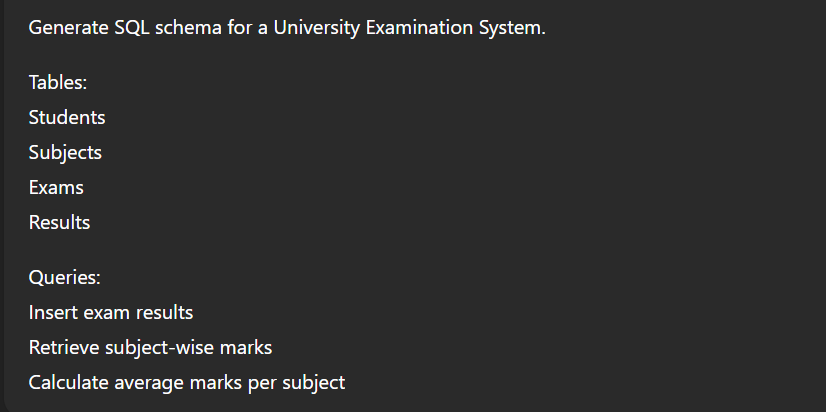 Generate SQL schema for a University Examination System.
Tables:
Students
Subjects
Exams
Results
Queries:
Insert exam results
Retrieve subject-wise marks
Calculate average marks per subject